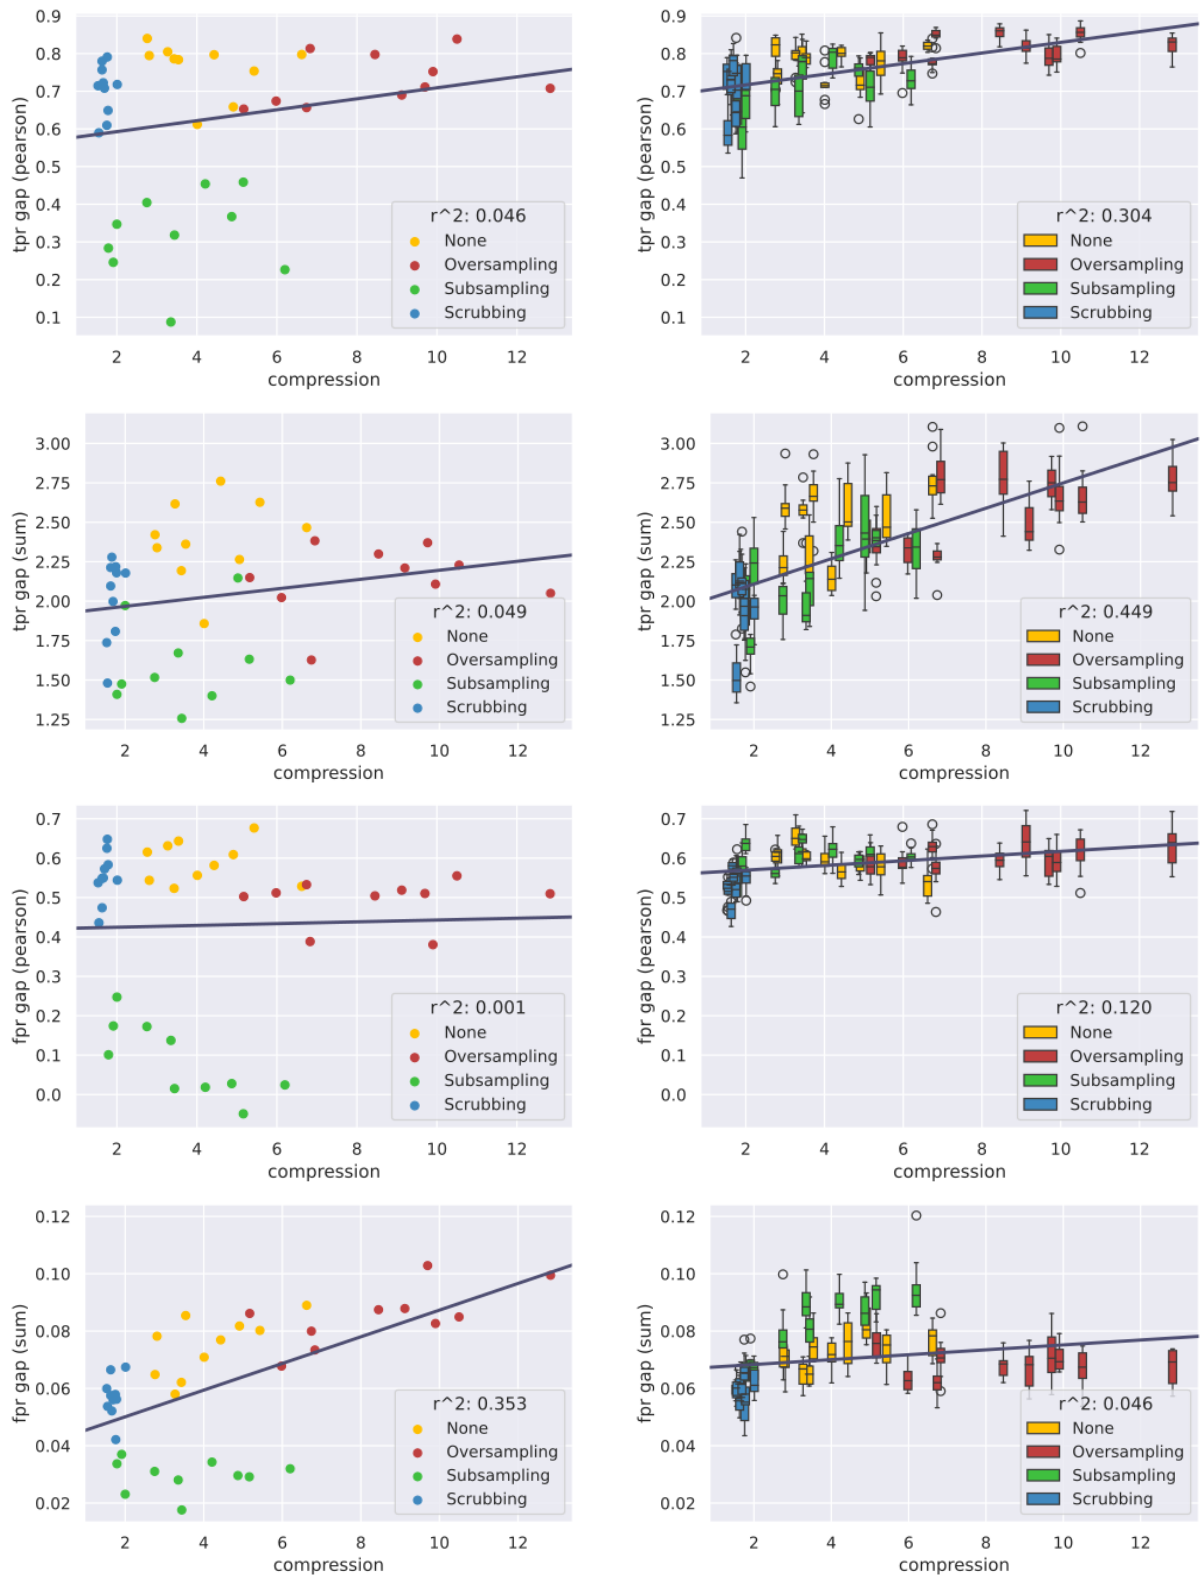 0.9
0.8
0.7
0.6
0.5
0.4
0.3
0.2
0.1
tpr gap (pearson)
r^2: 0.046
None
Oversampling
Subsampling
Scrubbing
2 4 6 8 10 12
compression
0.9
0.8
0.7
0.6
0.5
0.4
0.3
0.2
0.1
tpr gap (pearson)
r^2: 0.304
None
Oversampling
Subsampling
Scrubbing
2 4 6 8 10 12
compression
3.00
2.75
2.50
2.25
2.00
1.75
1.50
1.25
tpr gap (sum)
r^2: 0.049
None
Oversampling
Subsampling
Scrubbing
2 4 6 8 10 12
compression
3.00
2.75
2.50
2.25
2.00
1.75
1.50
1.25
tpr gap (sum)
r^2: 0.449
None
Oversampling
Subsampling
Scrubbing
2 4 6 8 10 12
compression
0.7
0.6
0.5
0.4
0.3
0.2
0.1
0.0
fpr gap (pearson)
r^2: 0.001
None
Oversampling
Subsampling
Scrubbing
2 4 6 8 10 12
compression
0.7
0.6
0.5
0.4
0.3
0.2
0.1
0.0
fpr gap (pearson)
r^2: 0.120
None
Oversampling
Subsampling
Scrubbing
2 4 6 8 10 12
compression
0.12
0.10
0.08
0.06
0.04
0.02
fpr gap (sum)
r^2: 0.353
None
Oversampling
Subsampling
Scrubbing
2 4 6 8 10 12
compression
0.12
0.10
0.08
0.06
0.04
0.02
fpr gap (sum)
r^2: 0.046
None
Oversampling
Subsampling
Scrubbing
2 4 6 8 10 12
compression